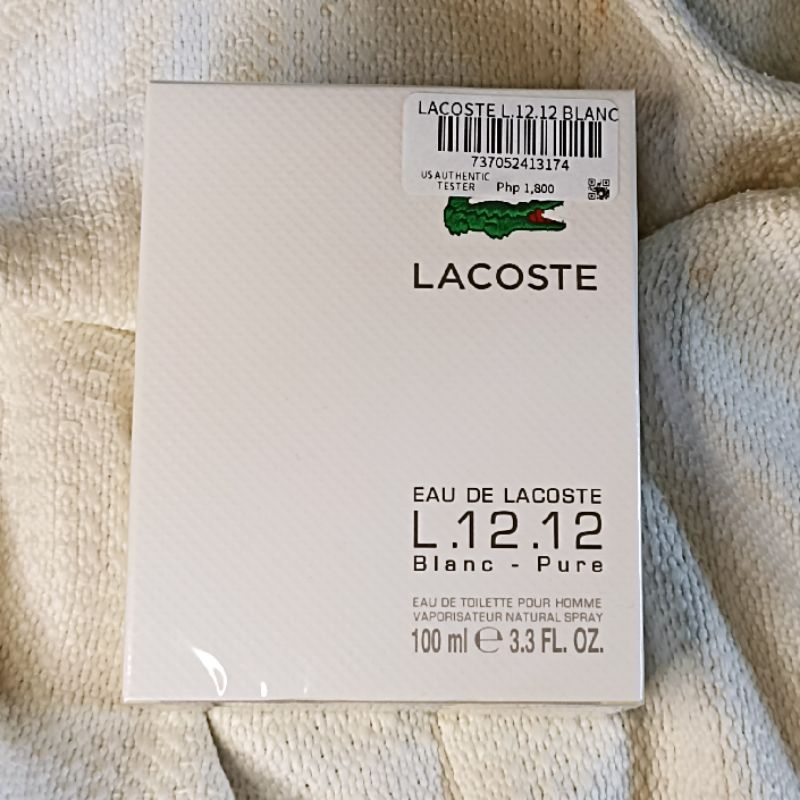 LACOSTE L.12.12 BLANC
737052413174
US AUTHENTIC
TESTER
Php 1,800
LACOSTE
EAU DE LACOSTE
L.12.12
Blanc - Pure
EAU DE TOILETTE POUR HOMME
VAPORISATEUR NATURAL SPRAY
100 ml e 3.3 FL. OZ.